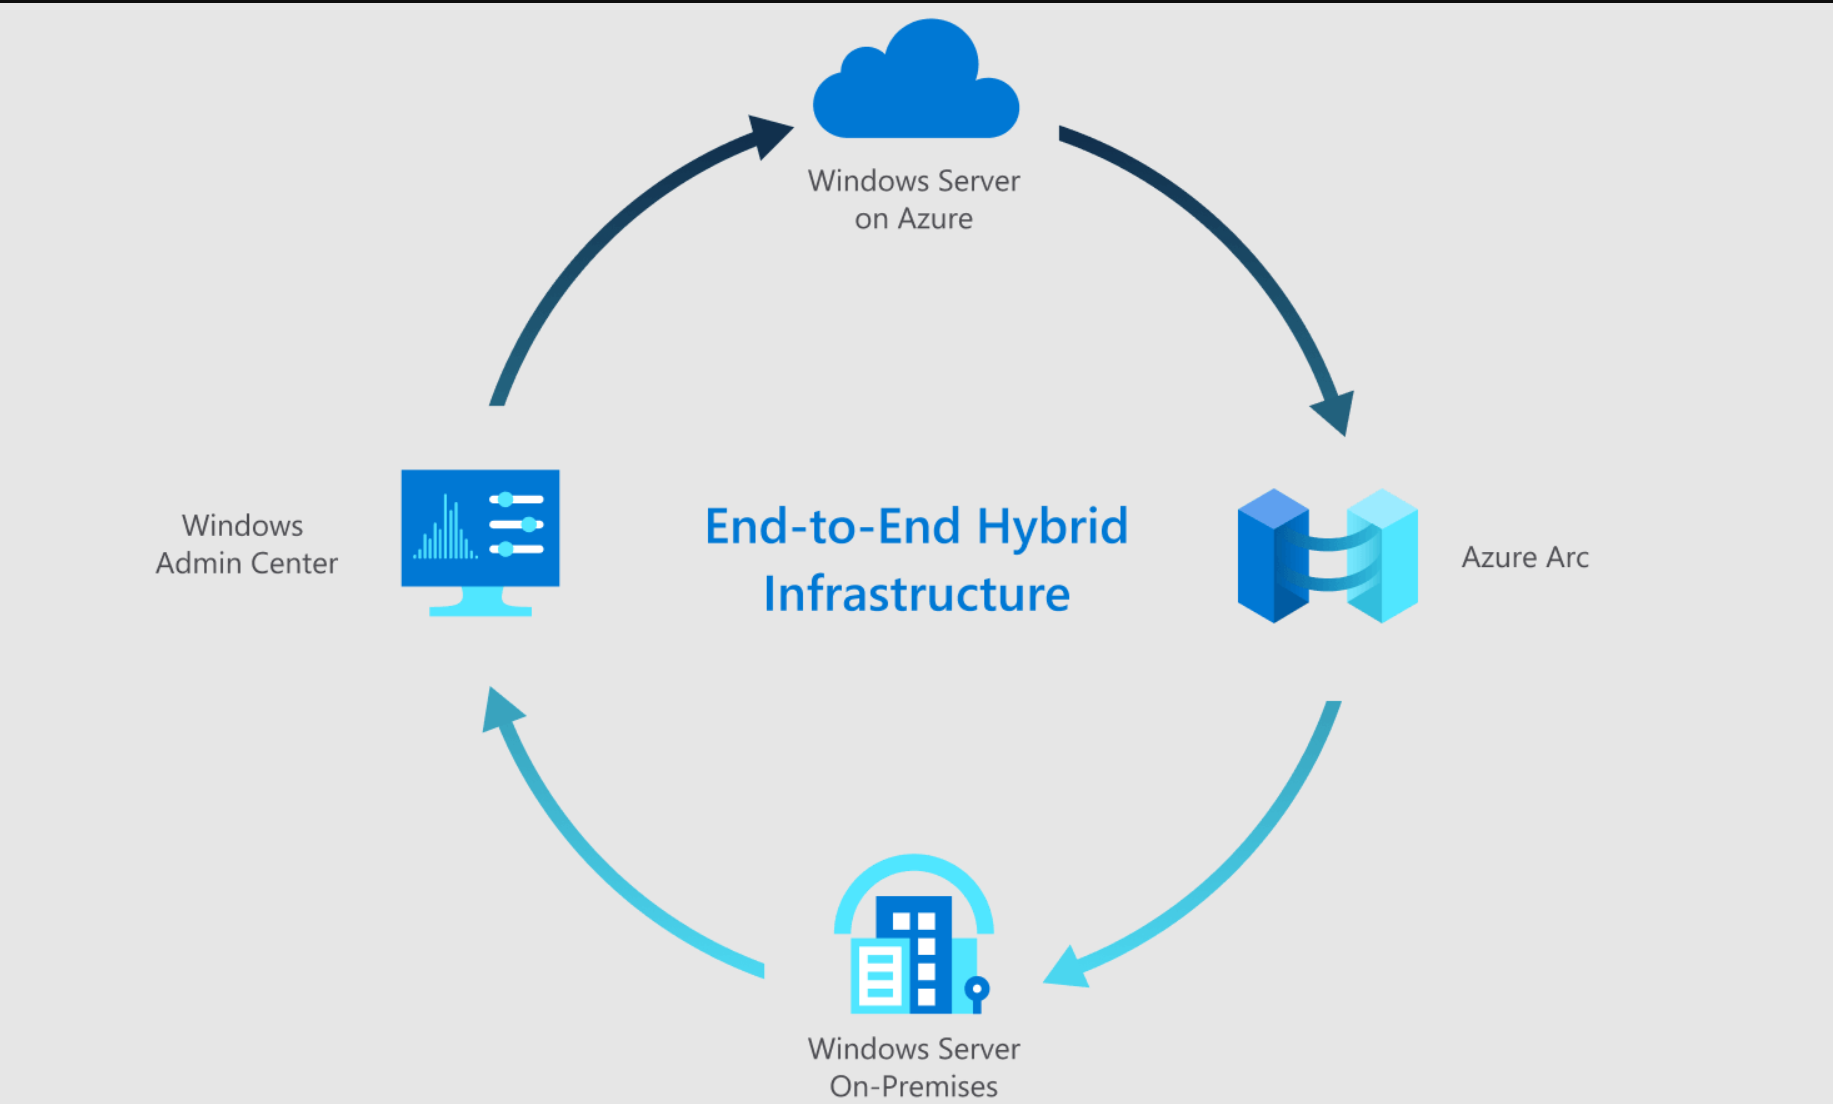 Windows Server
on Azure
Windows
Admin Center
End-to-End Hybrid
Infrastructure
Azure Arc
Windows Server
On-Premises